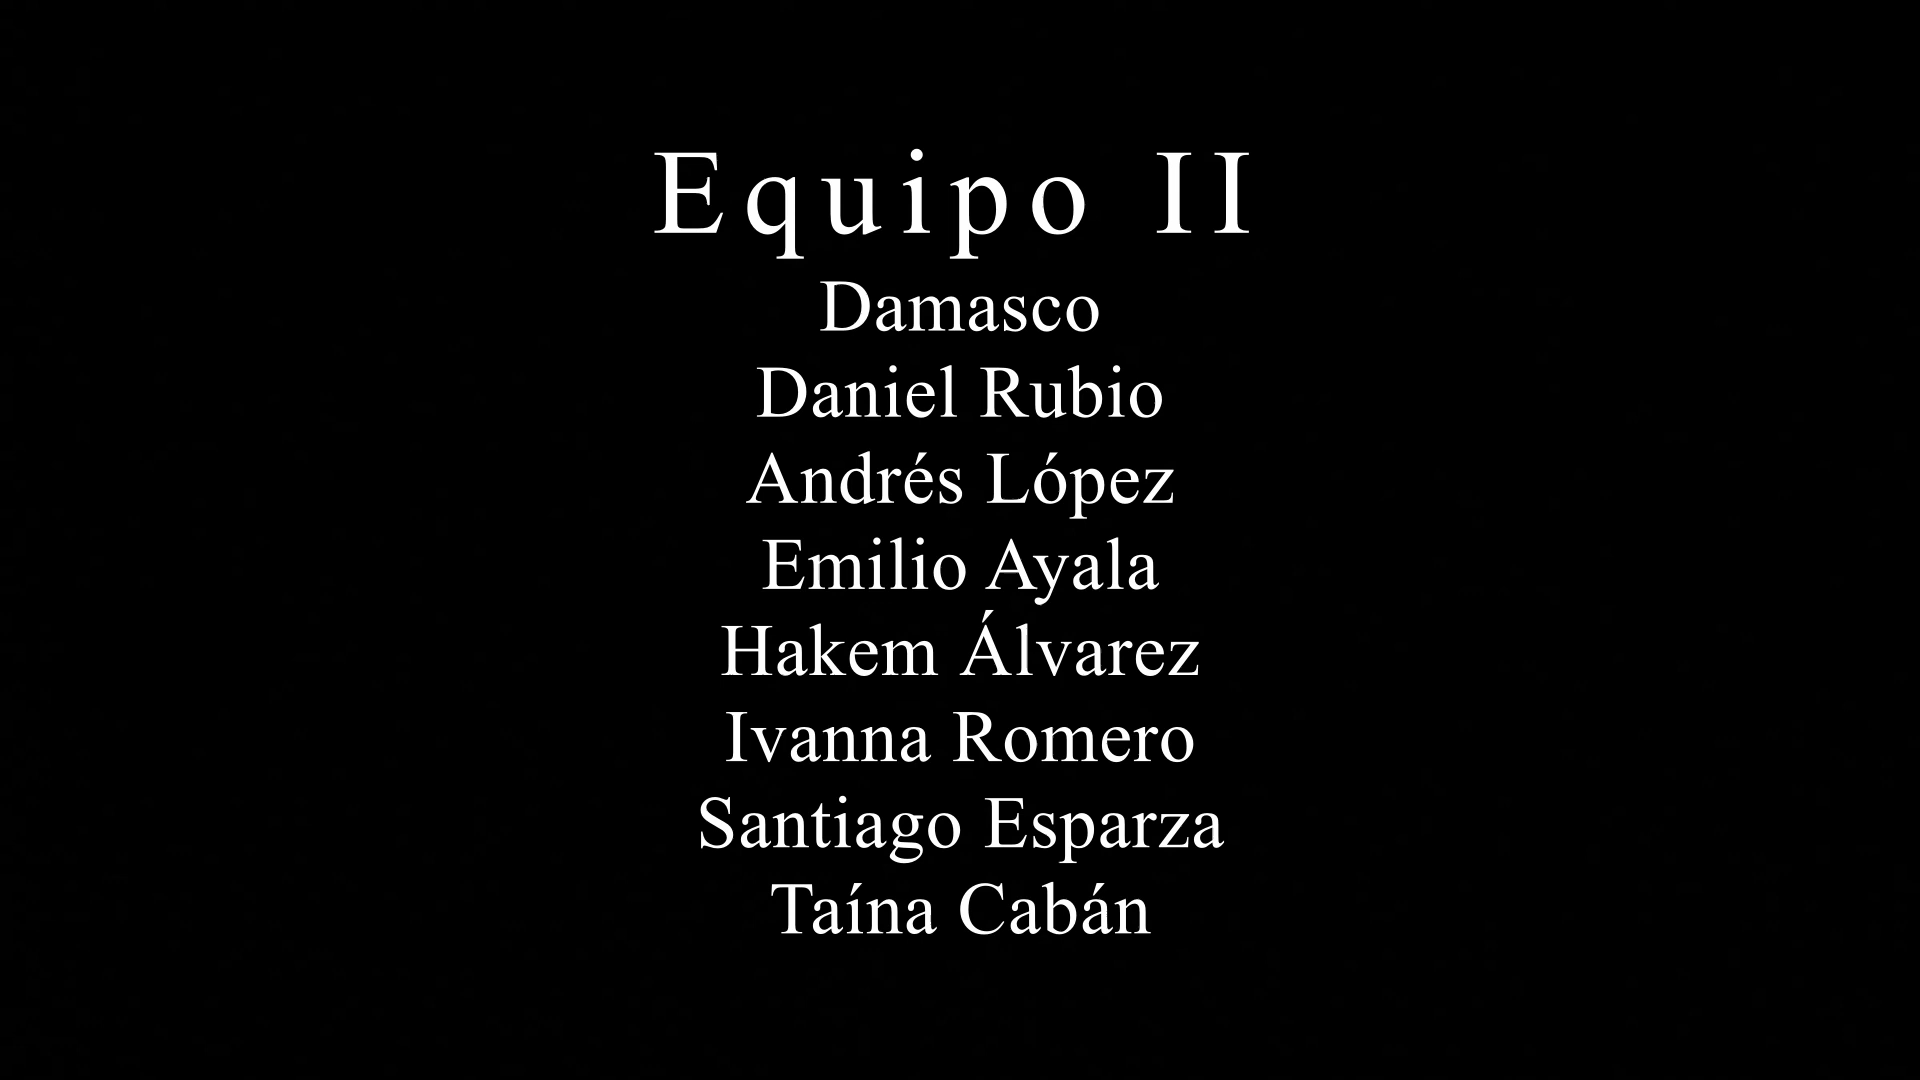 Equipo II
Damasco
Daniel Rubio
Andrés López
Emilio Ayala
Hakem Álvarez
Ivanna Romero
Santiago Esparza
Taína Cabán